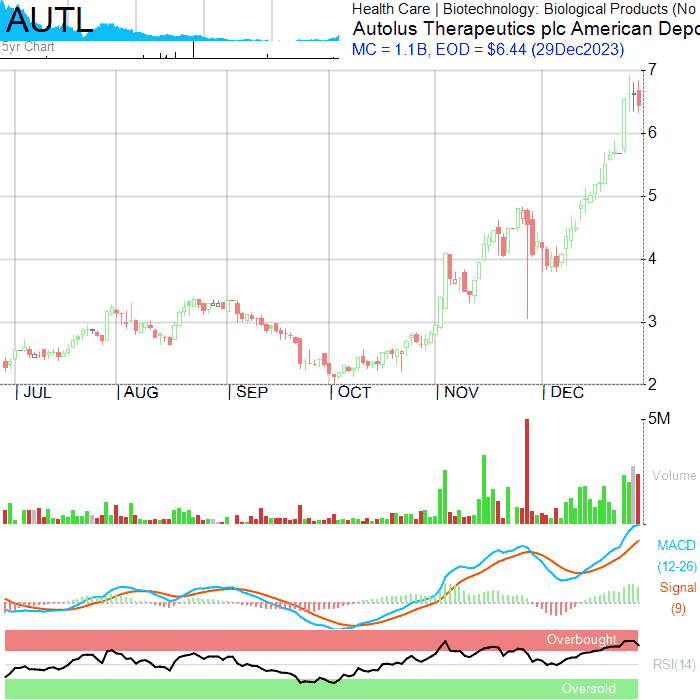 AUTL
5yr Chart
Health Care | Biotechnology: Biological Products (No
Autolus Therapeutics plc American Depo
MC = 1.1B, EOD = $6.44 (29Dec2023)
7
6
5
4
3
2
JUL AUG SEP OCT NOV DEC
5M
Volume
MACD
(12-26)
Signal
(9)
Overbought
RSI(14)
Oversold